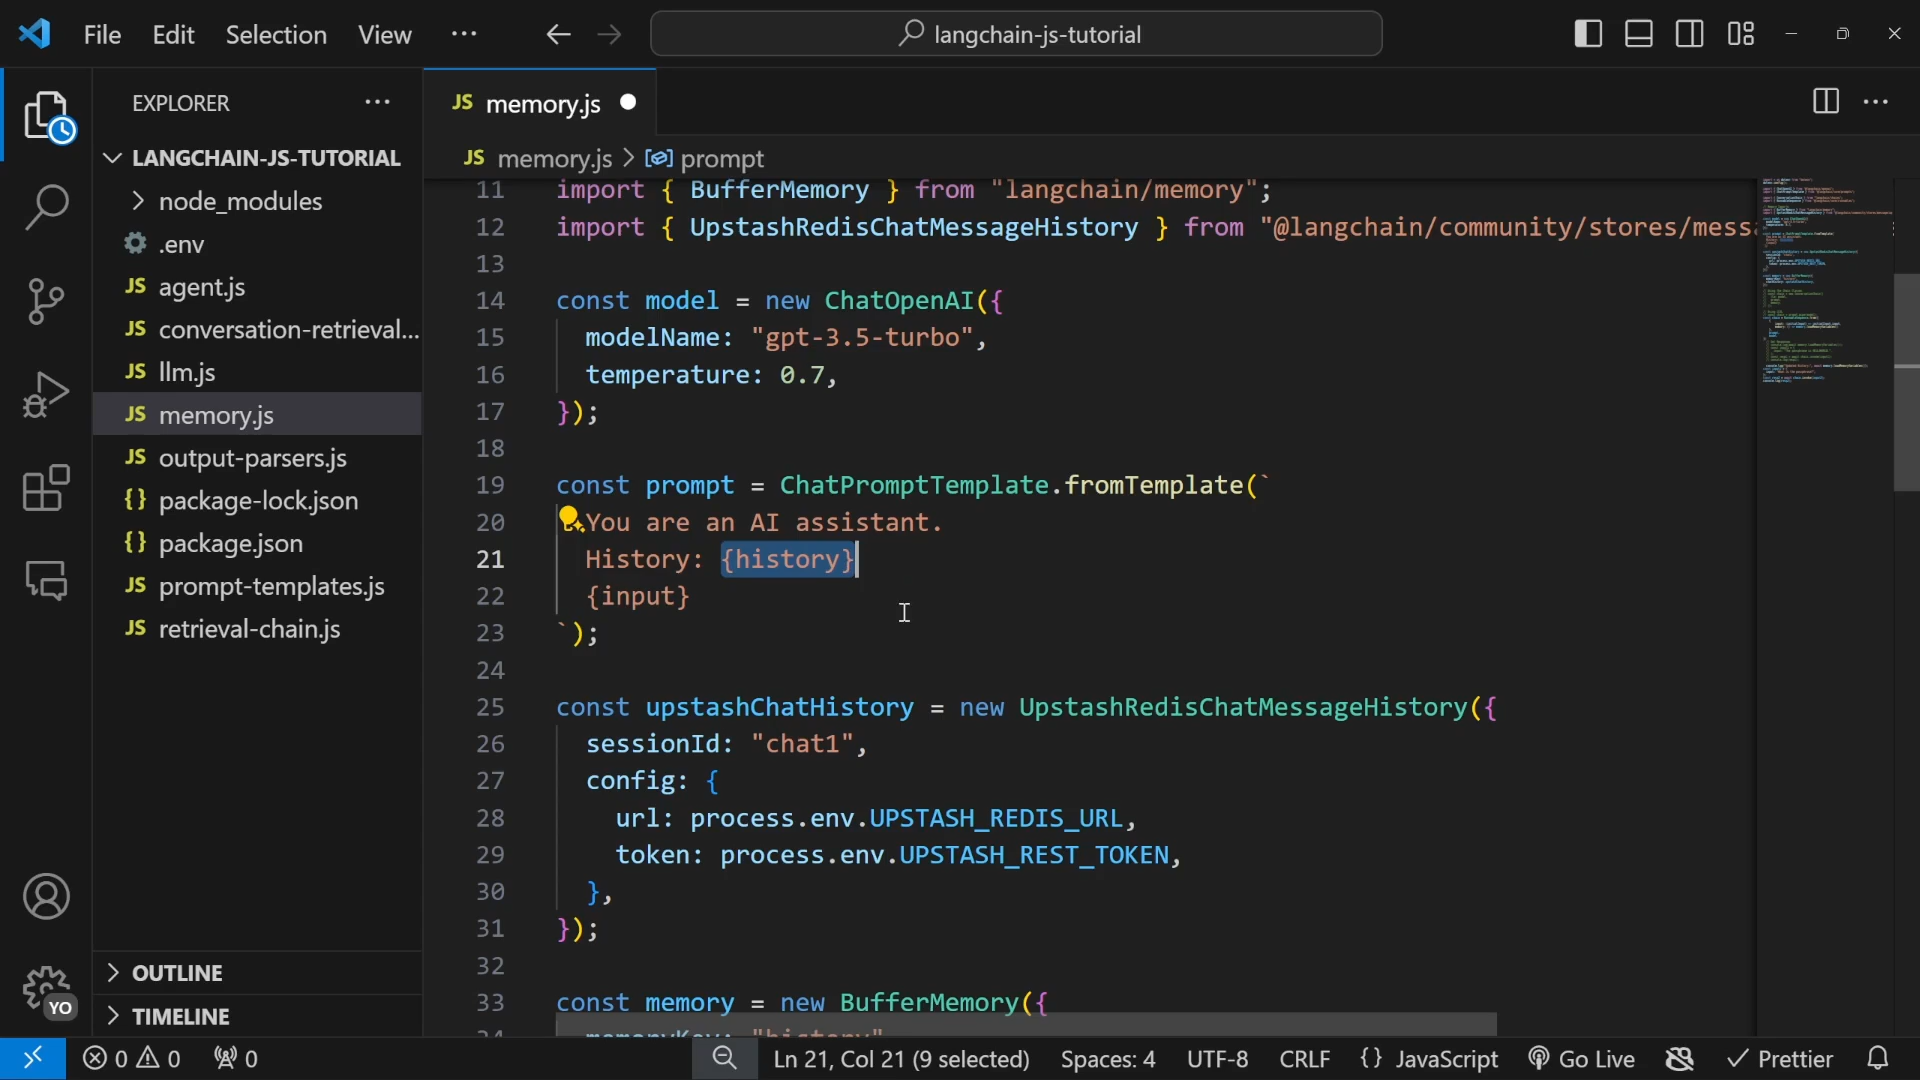 File Edit Selection View ··· langchain-js-tutorial
EXPLORER ···
LANGCHAIN-JS-TUTORIAL
node_modules
.env
JS agent.js
JS conversation-retrieval...
JS llm.js
JS memory.js
JS output-parsers.js
{} package-lock.json
{} package.json
JS prompt-templates.js
JS retrieval-chain.js
OUTLINE
TIMELINE
YO
JS memory.js
JS memory.js > prompt
11 import { BufferMemory } from "langchain/memory";
12 import { UpstashRedisChatMessageHistory } from "@langchain/community/stores/messa
13
14 const model = new ChatOpenAI({
15 modelName: "gpt-3.5-turbo",
16 temperature: 0.7,
17 });
18
19 const prompt = ChatPromptTemplate.fromTemplate(`
20 You are an AI assistant.
21 History: {history}
22 {input}
23 `);
24
25 const upstashChatHistory = new UpstashRedisChatMessageHistory({
26 sessionId: "chat1",
27 config: {
28 url: process.env.UPSTASH_REDIS_URL,
29 token: process.env.UPSTASH_REST_TOKEN,
30 },
31 });
32
33 const memory = new BufferMemory({
34 memoryKey: "history"
0 0 0 Ln 21, Col 21 (9 selected) Spaces: 4 UTF-8 CRLF {} JavaScript Go Live Prettier